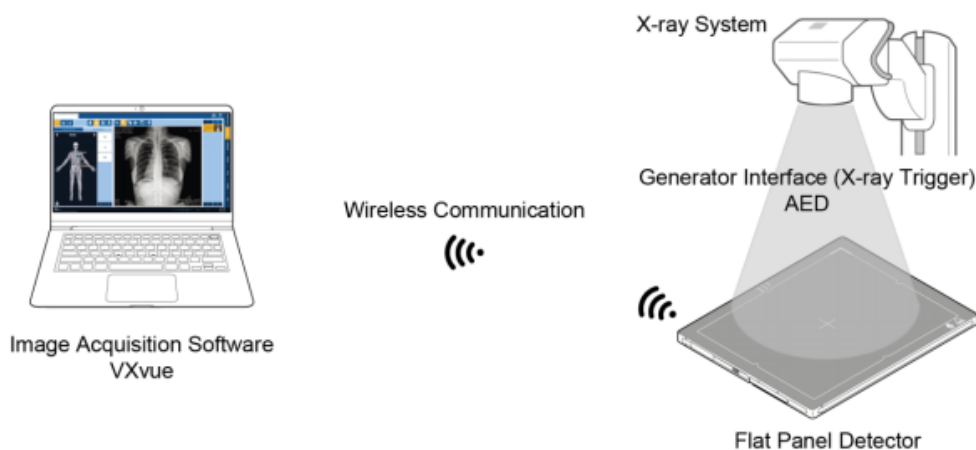 X-ray System
Generator Interface (X-ray Trigger)
AED
Wireless Communication
Image Acquisition Software
VXvue
Flat Panel Detector